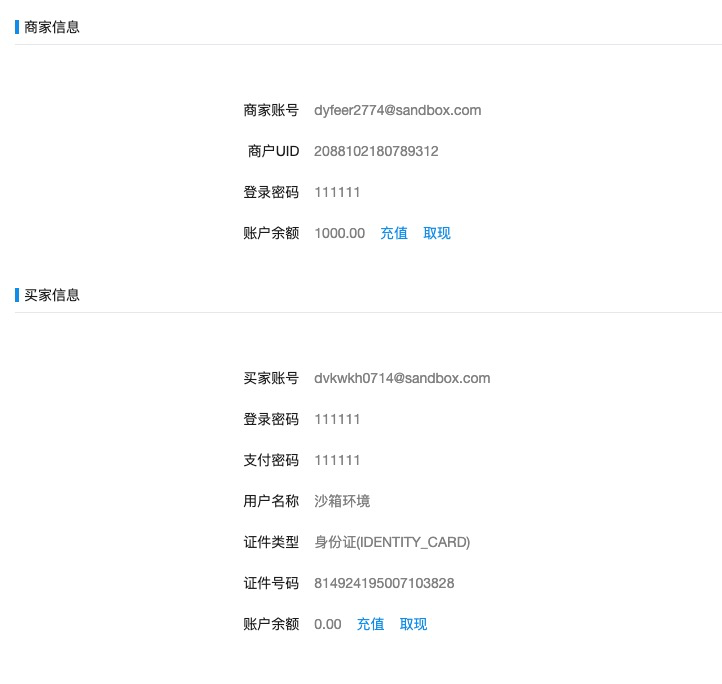 商家信息
商家账号 dyfeer2774@sandbox.com
商户UID 2088102180789312
登录密码 111111
账户余额 1000.00 充值 取现
买家信息
买家账号 dvkwkh0714@sandbox.com
登录密码 111111
支付密码 111111
用户名称 沙箱环境
证件类型 身份证(IDENTITY_CARD)
证件号码 814924195007103828
账户余额 0.00 充值 取现